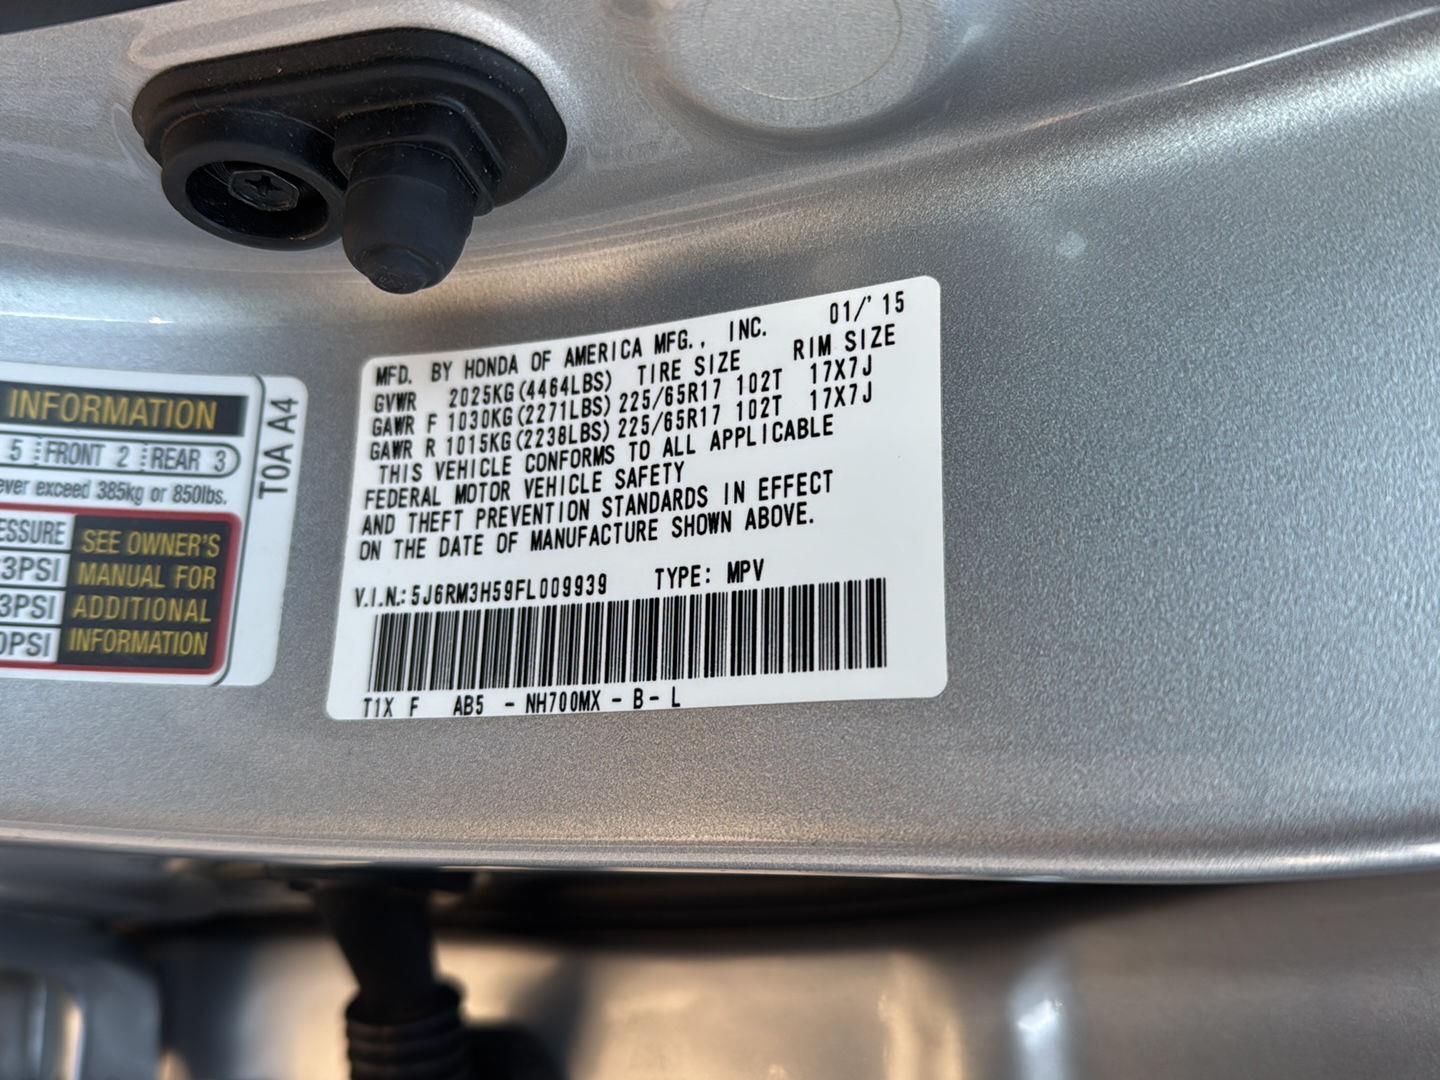 INFORMATION
5 FRONT 2 REAR 3
ever exceed 385kg or 850lbs.
ESSURE
3PSI
3PSI
0PSI
SEE OWNER'S
MANUAL FOR
ADDITIONAL
INFORMATION
T0A A4
MFD. BY HONDA OF AMERICA MFG., INC. 01/'15
GVWR 2025KG(4464LBS) TIRE SIZE RIM SIZE
GAWR F 1030KG(2271LBS) 225/65R17 102T 17X7J
GAWR R 1015KG(2238LBS) 225/65R17 102T 17X7J
THIS VEHICLE CONFORMS TO ALL APPLICABLE
FEDERAL MOTOR VEHICLE SAFETY
AND THEFT PREVENTION STANDARDS IN EFFECT
ON THE DATE OF MANUFACTURE SHOWN ABOVE.
V.I.N.: 5J6RM3H59FL009939 TYPE: MPV
T1X F AB5 - NH700MX - B - L